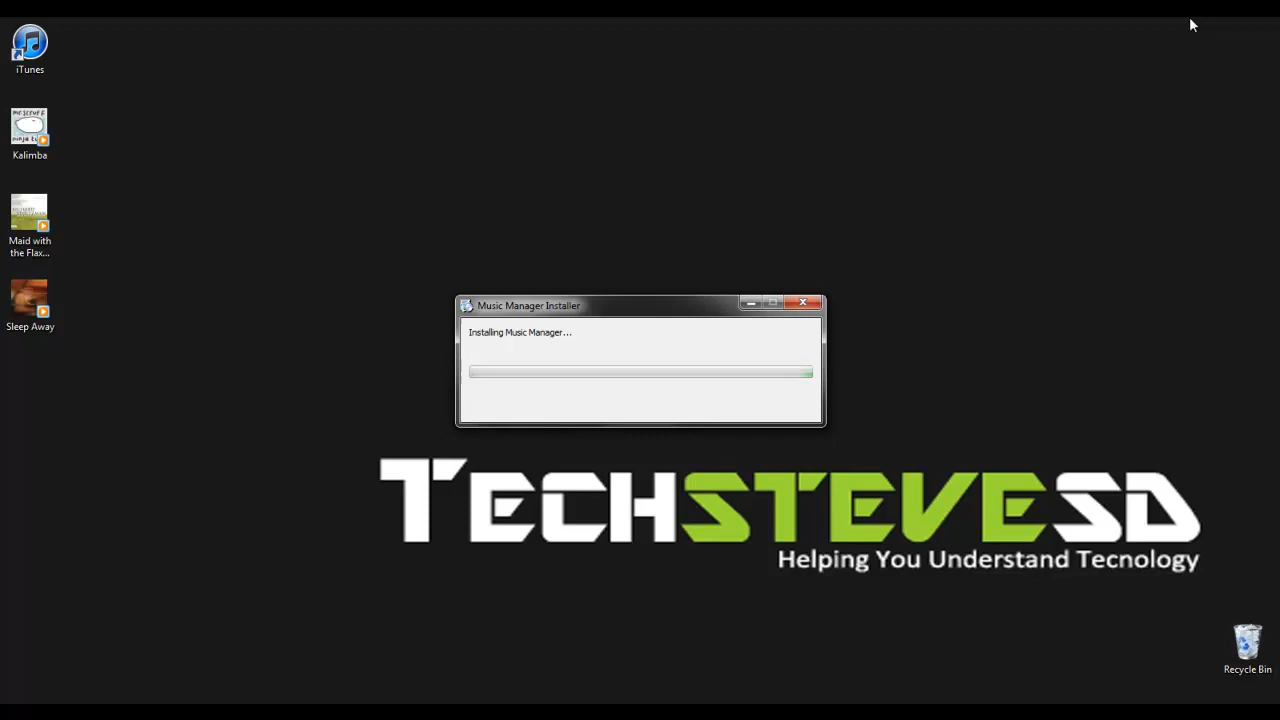 iTunes
Kalimba
Maid with
the Flax...
Sleep Away
Music Manager Installer
Installing Music Manager...
TECHSTEVESD
Helping You Understand Tecnology
Recycle Bin